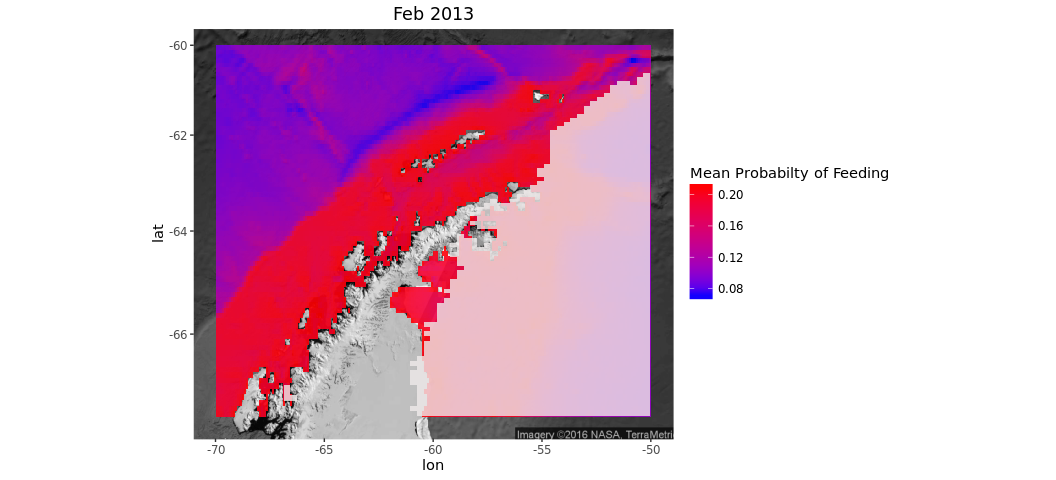 Feb 2013
-60
-62
-64
-66
lat
-70
-65
-60
-55
-50
lon
Mean Probabilty of Feeding
0.20
0.16
0.12
0.08
Imagery ©2016 NASA, TerraMetri